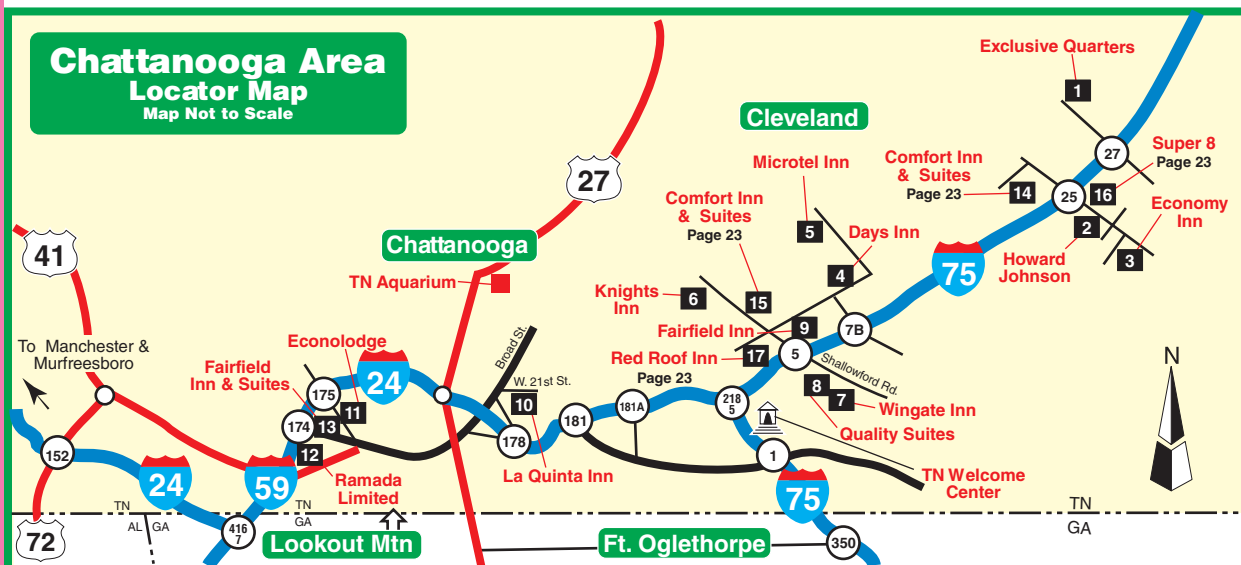 Chattanooga Area
Locator Map
Map Not to Scale
Exclusive Quarters
1
27
Super 8
Page 23
16
Cleveland
Microtel Inn
5
Comfort Inn
& Suites
Page 23
14
25
Economy
Inn
2
3
Howard
Johnson
27
Comfort Inn
& Suites
Page 23
15
Days Inn
4
75
41
Chattanooga
TN Aquarium
Knights
Inn
6
Fairfield Inn
9
7B
Red Roof Inn
Page 23
17
5
Shallowford Rd.
8
7
Wingate Inn
Quality Suites
To Manchester &
Murfreesboro
Econolodge
Fairfield
Inn & Suites
24
175
11
174
13
12
Ramada
Limited
Broad St.
W. 21st St.
10
178
La Quinta Inn
181
181A
218
5
1
TN Welcome
Center
N
152
24
59
75
TN
GA
TN
AL
GA
TN
GA
72
416
7
Lookout Mtn
Ft. Oglethorpe
350